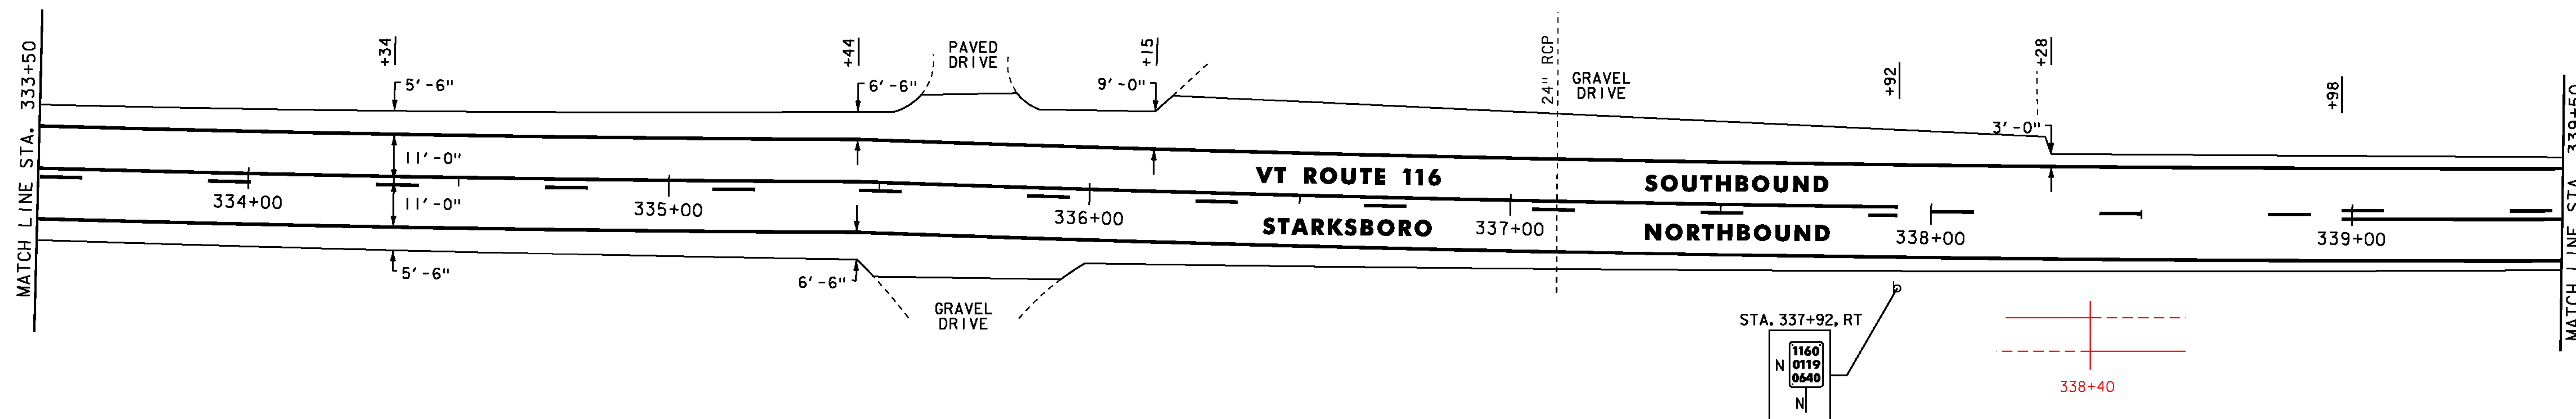 MATCH LINE STA. 333+50
+34
+44
+15
+92
+28
+98
PAVED
DRIVE
24" RCP
GRAVEL
DRIVE
5'-6"
6'-6"
9'-0"
3'-0"
11'-0"
11'-0"
334+00
335+00
336+00
337+00
338+00
339+00
VT ROUTE 116
SOUTHBOUND
STARKSBORO
NORTHBOUND
5'-6"
6'-6"
GRAVEL
DRIVE
STA. 337+92, RT
1160
N 0119
0640
N
338+40
MATCH LINE STA. 339+50